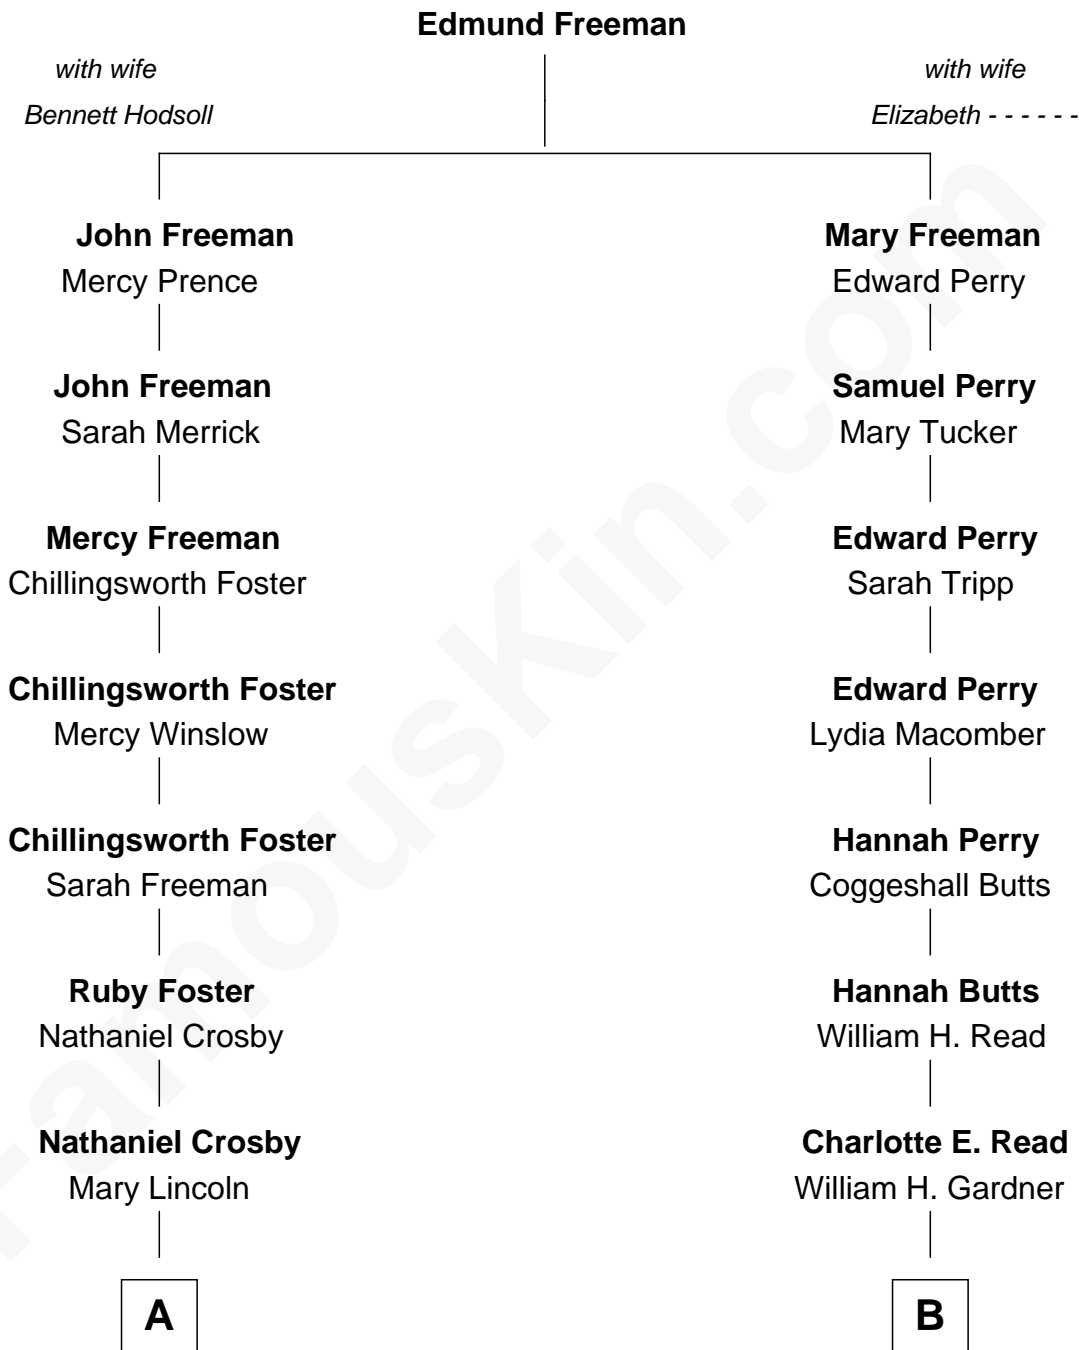 Edmund Freeman
with wife
Bennett Hodsoll
with wife
Elizabeth - - - - - -
John Freeman
Mercy Prence
Mary Freeman
Edward Perry
John Freeman
Sarah Merrick
Samuel Perry
Mary Tucker
Mercy Freeman
Chillingsworth Foster
Edward Perry
Sarah Tripp
Chillingsworth Foster
Mercy Winslow
Edward Perry
Lydia Macomber
Chillingsworth Foster
Sarah Freeman
Hannah Perry
Coggeshall Butts
Ruby Foster
Nathaniel Crosby
Hannah Butts
William H. Read
Nathaniel Crosby
Mary Lincoln
Charlotte E. Read
William H. Gardner
A
B
FamousKin.com